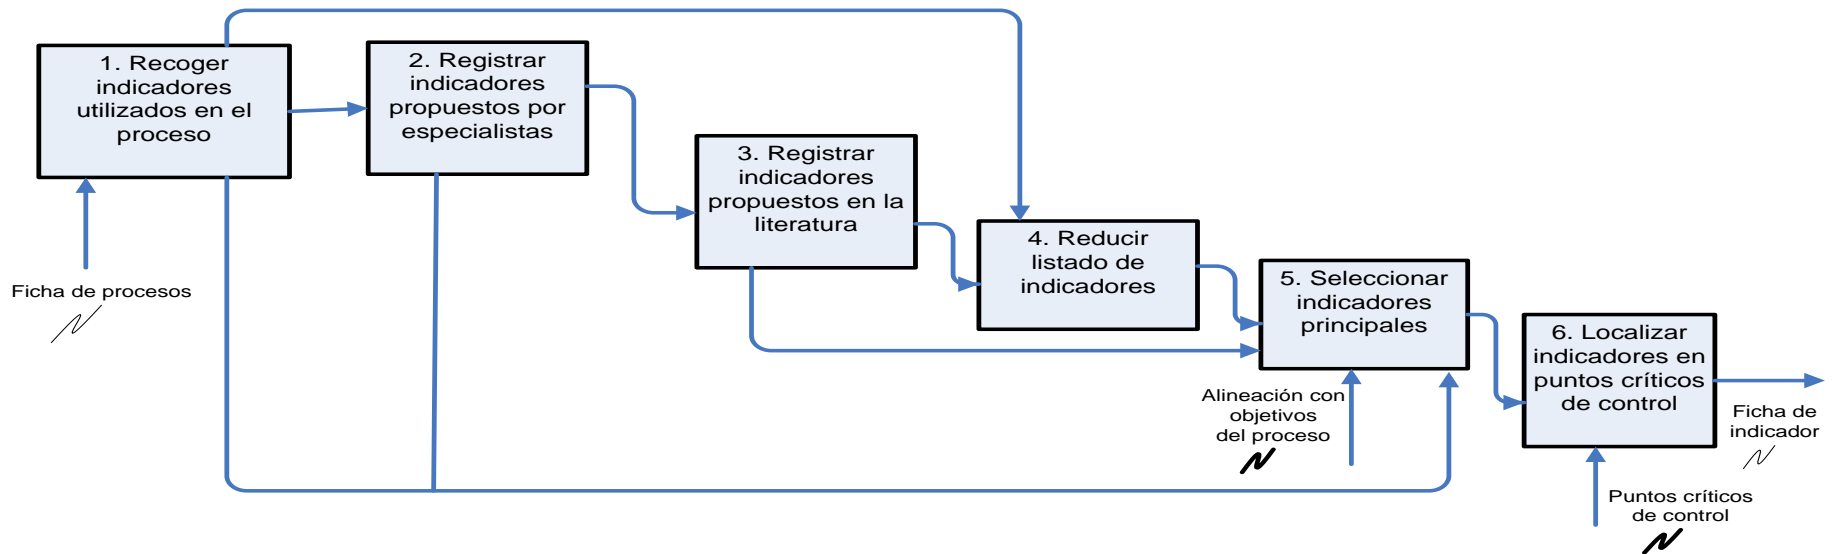 1. Recoger
indicadores
utilizados en el
proceso
2. Registrar
indicadores
propuestos por
especialistas
3. Registrar
indicadores
propuestos en la
literatura
4. Reducir
listado de
indicadores
5. Seleccionar
indicadores
principales
6. Localizar
indicadores en
puntos críticos
de control
Ficha de procesos
Alineación con
objetivos
del proceso
Ficha de
indicador
Puntos críticos
de control